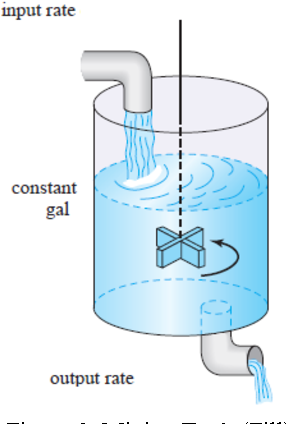 input rate
constant
gal
output rate